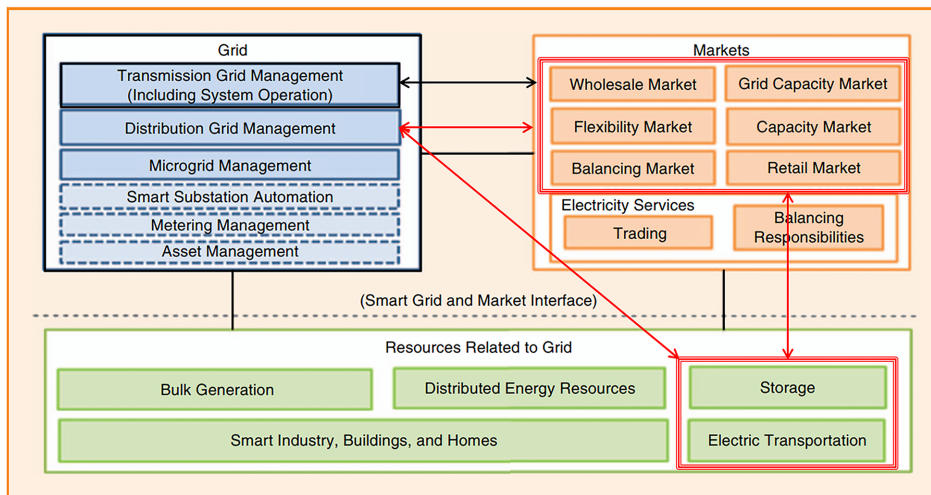 Grid
Transmission Grid Management
(Including System Operation)
Distribution Grid Management
Microgrid Management
Smart Substation Automation
Metering Management
Asset Management
Markets
Wholesale Market
Grid Capacity Market
Flexibility Market
Capacity Market
Balancing Market
Retail Market
Electricity Services
Trading
Balancing
Responsibilities
(Smart Grid and Market Interface)
Resources Related to Grid
Bulk Generation
Distributed Energy Resources
Storage
Smart Industry, Buildings, and Homes
Electric Transportation